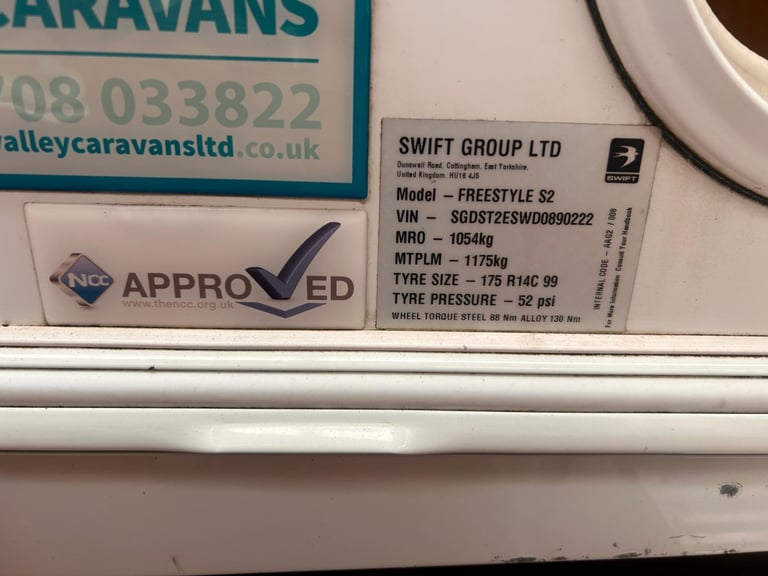 CARAVANS
708 033822
valleycaravansltd.co.uk
NCC APPROVED
www.thencc.org.uk
SWIFT GROUP LTD
Dunswell Road, Cottingham, East Yorkshire,
United Kingdom. HU16 4JS
SWIFT
Model - FREESTYLE S2
VIN - SGDST2ESWD0890222
MRO - 1054kg
MTPLM - 1175kg
TYRE SIZE - 175 R14C 99
TYRE PRESSURE - 52 psi
WHEEL TORQUE STEEL 88 Nm ALLOY 130 Nm
INTERNAL CODE - AAG2 / 008
For More Information Consult Your Handbook